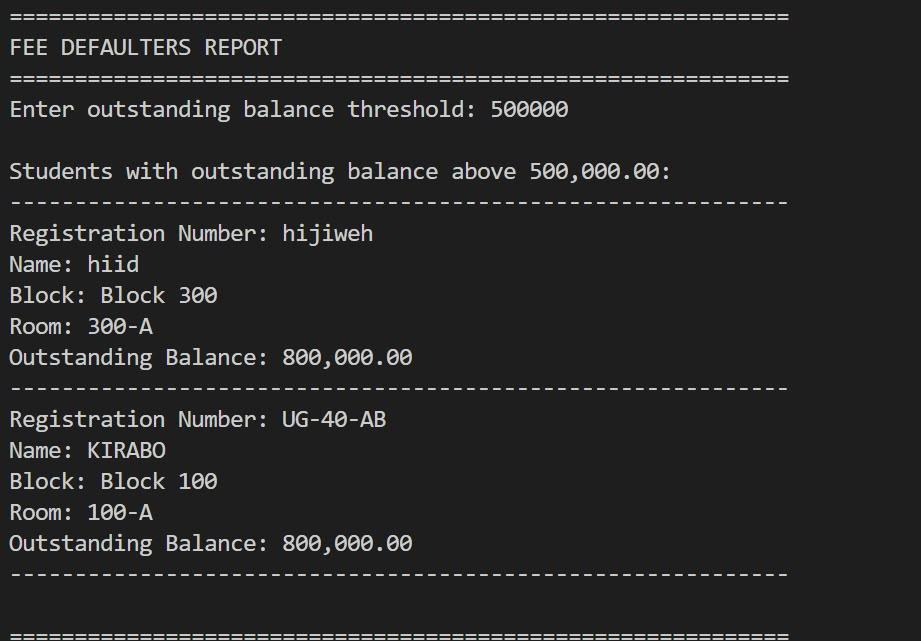 ============================================================
FEE DEFAULTERS REPORT
============================================================
Enter outstanding balance threshold: 500000
Students with outstanding balance above 500,000.00:
------------------------------------------------------------
Registration Number: hijiweh
Name: hiid
Block: Block 300
Room: 300-A
Outstanding Balance: 800,000.00
------------------------------------------------------------
Registration Number: UG-40-AB
Name: KIRABO
Block: Block 100
Room: 100-A
Outstanding Balance: 800,000.00
------------------------------------------------------------
============================================================